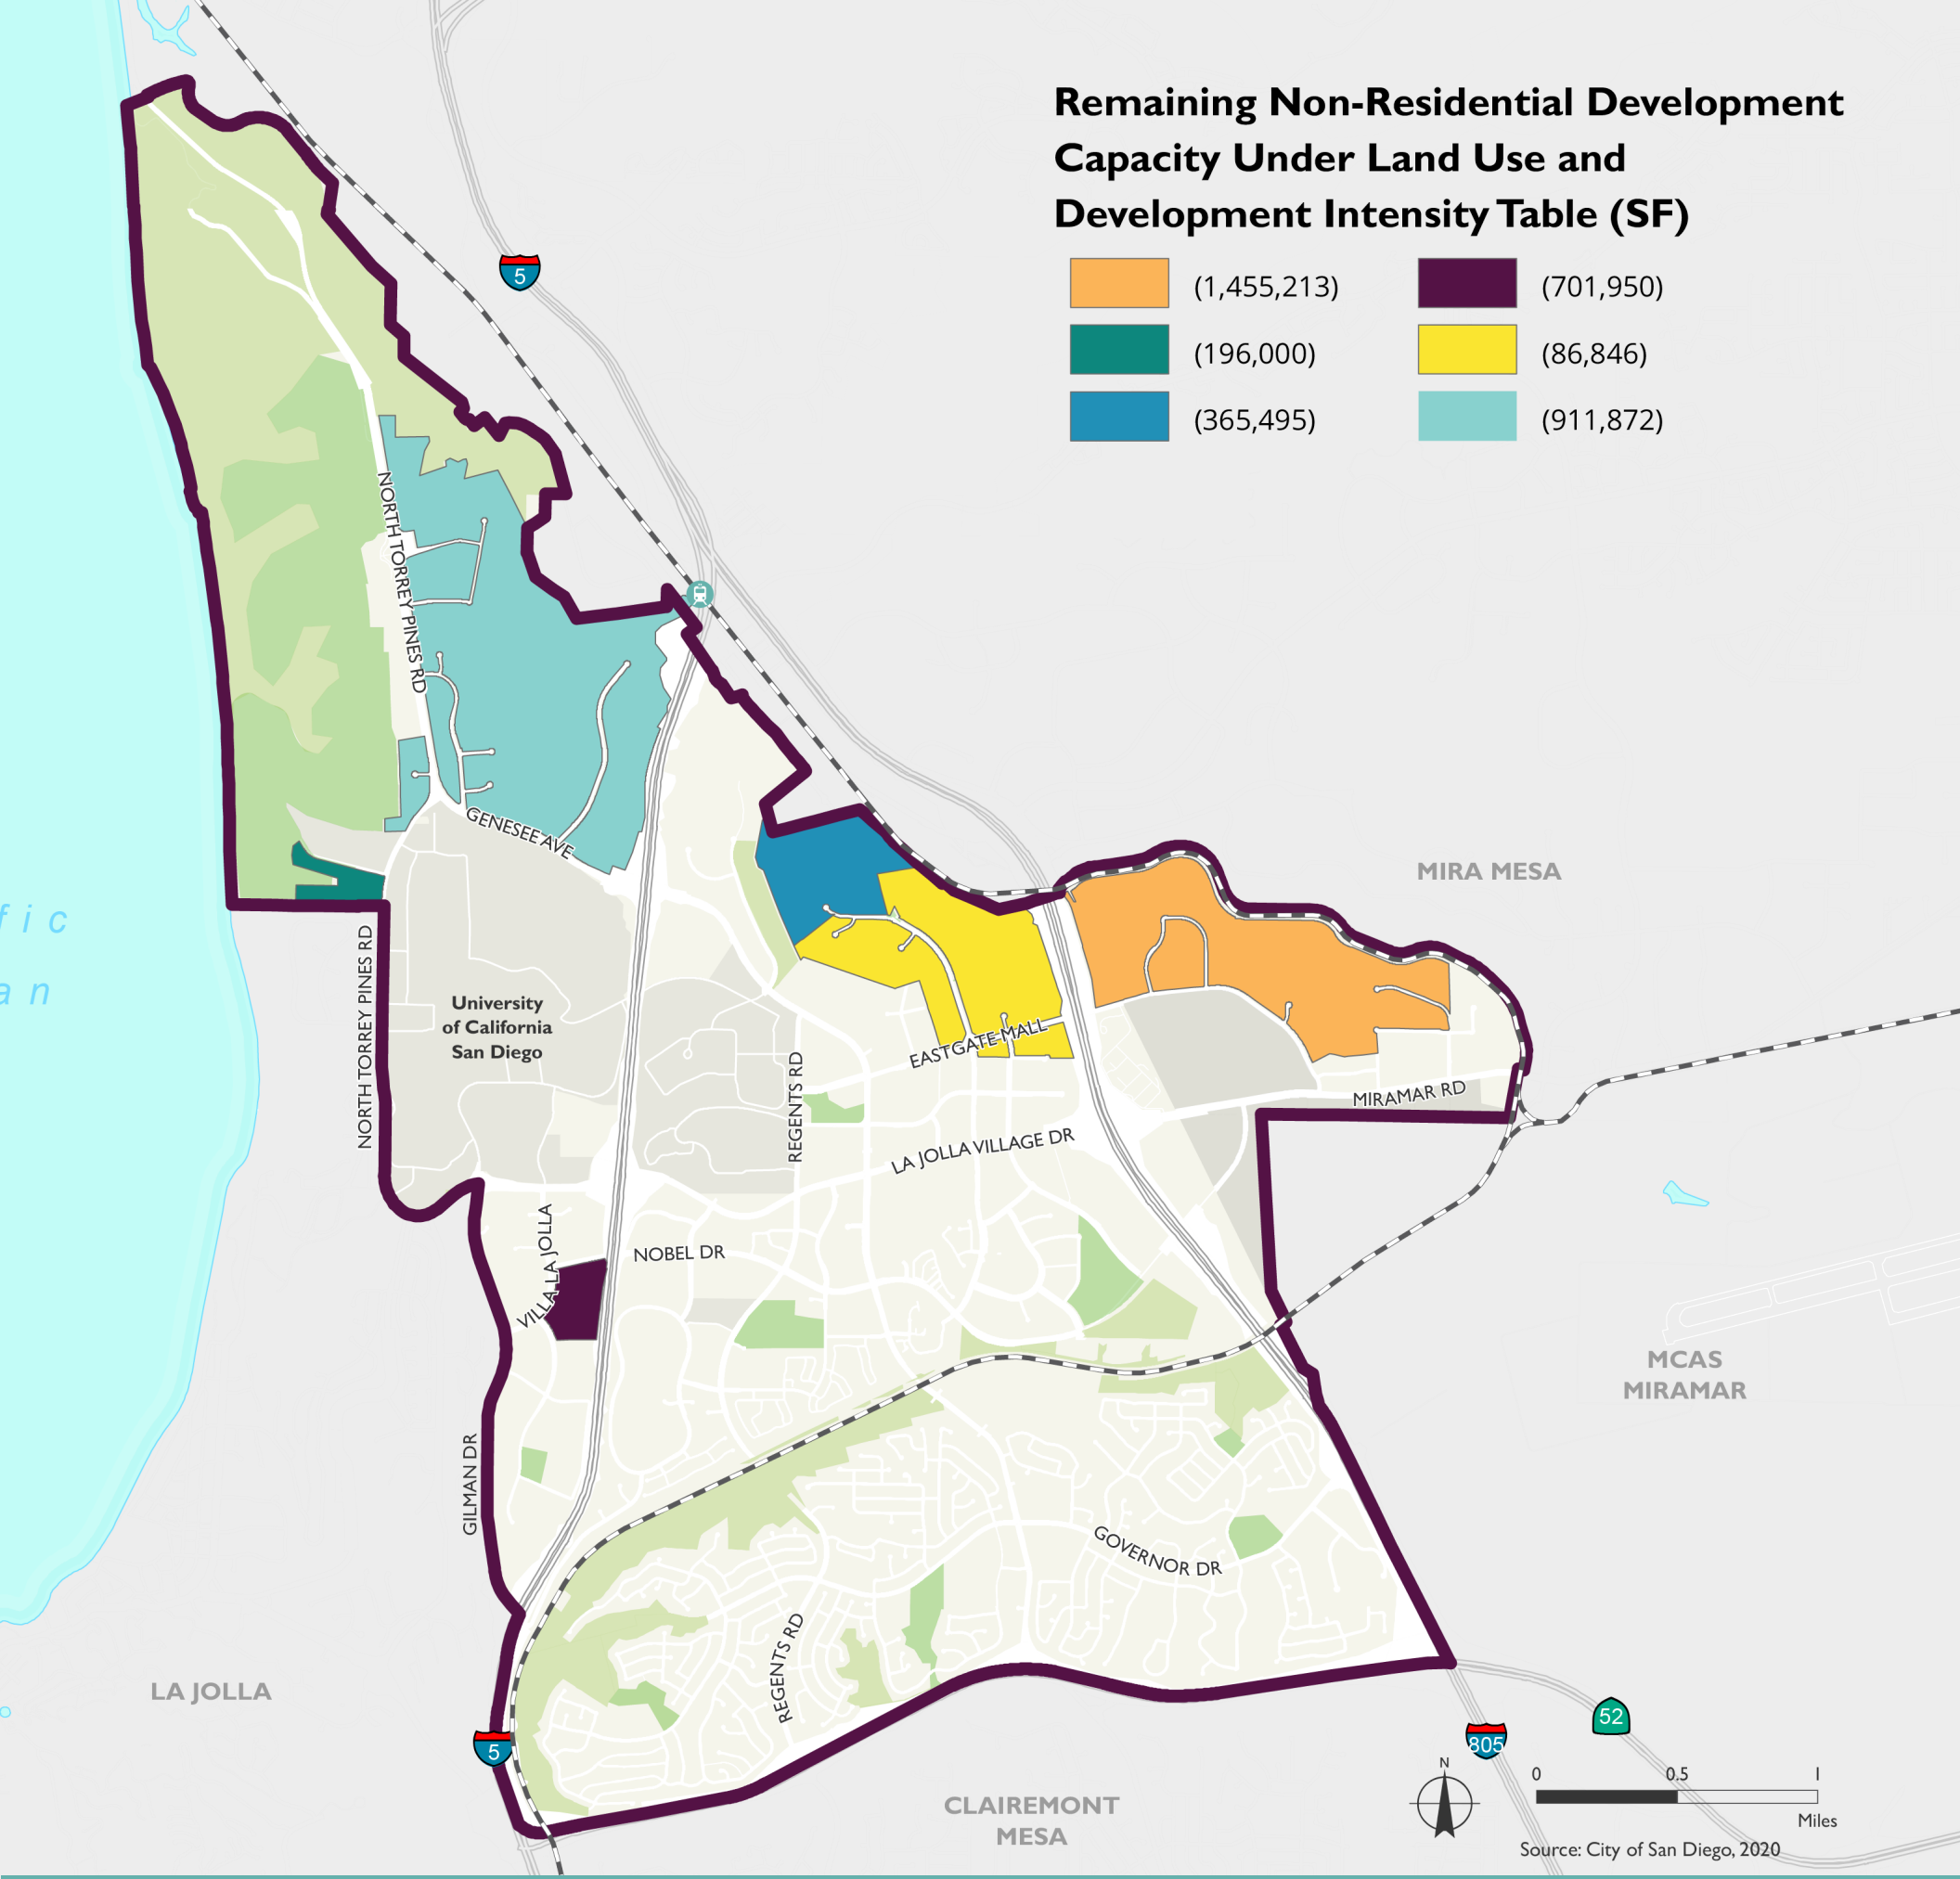 Remaining Non-Residential Development
Capacity Under Land Use and
Development Intensity Table (SF)
(1,455,213)
(701,950)
(196,000)
(86,846)
(365,495)
(911,872)
5
NORTH TORREY PINES RD
GENESEE AVE
MIRA MESA
fic
an
NORTH TORREY PINES RD
University
of California
San Diego
REGENTS RD
EASTGATE MALL
MIRAMAR RD
LA JOLLA VILLAGE DR
VILLA LA JOLLA
NOBEL DR
MCAS
MIRAMAR
GILMAN DR
GOVERNOR DR
REGENTS RD
LA JOLLA
5
52
805
CLAIREMONT
MESA
N
0 0.5 1
Miles
Source: City of San Diego, 2020